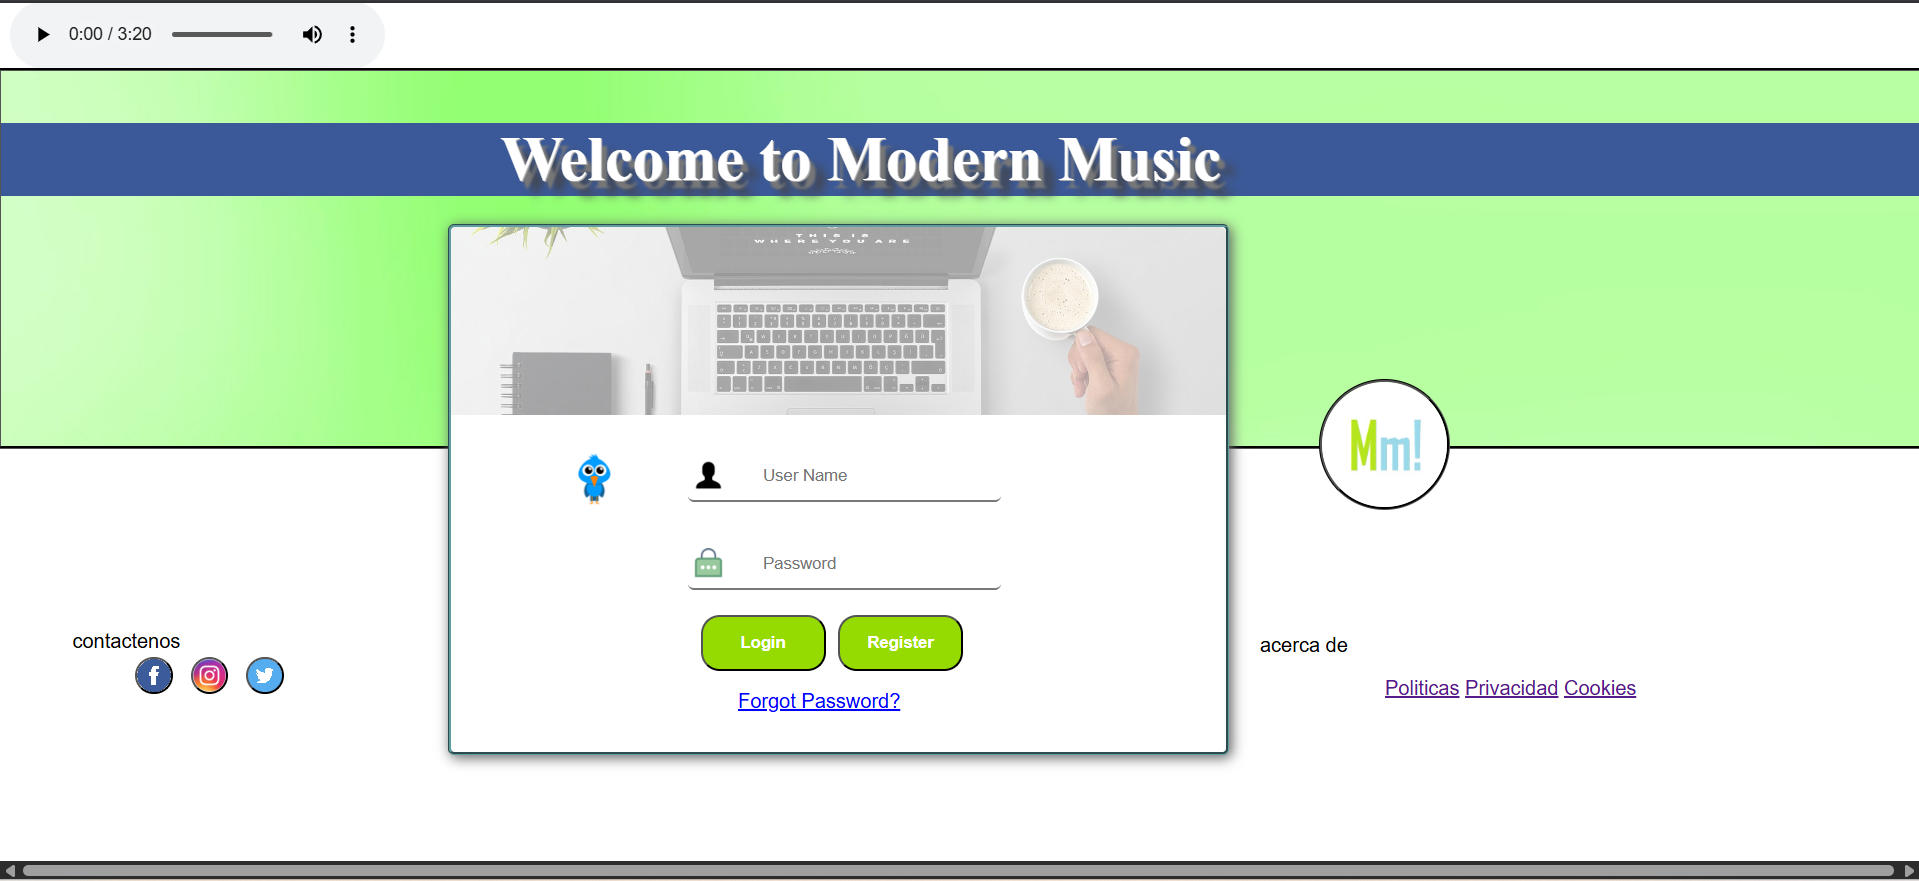 0:00 / 3:20
Welcome to Modern Music
THIS IS
WHERE YOU ARE
User Name
Mm!
Password
Login
Register
contactenos
acerca de
Politicas Privacidad Cookies
Forgot Password?